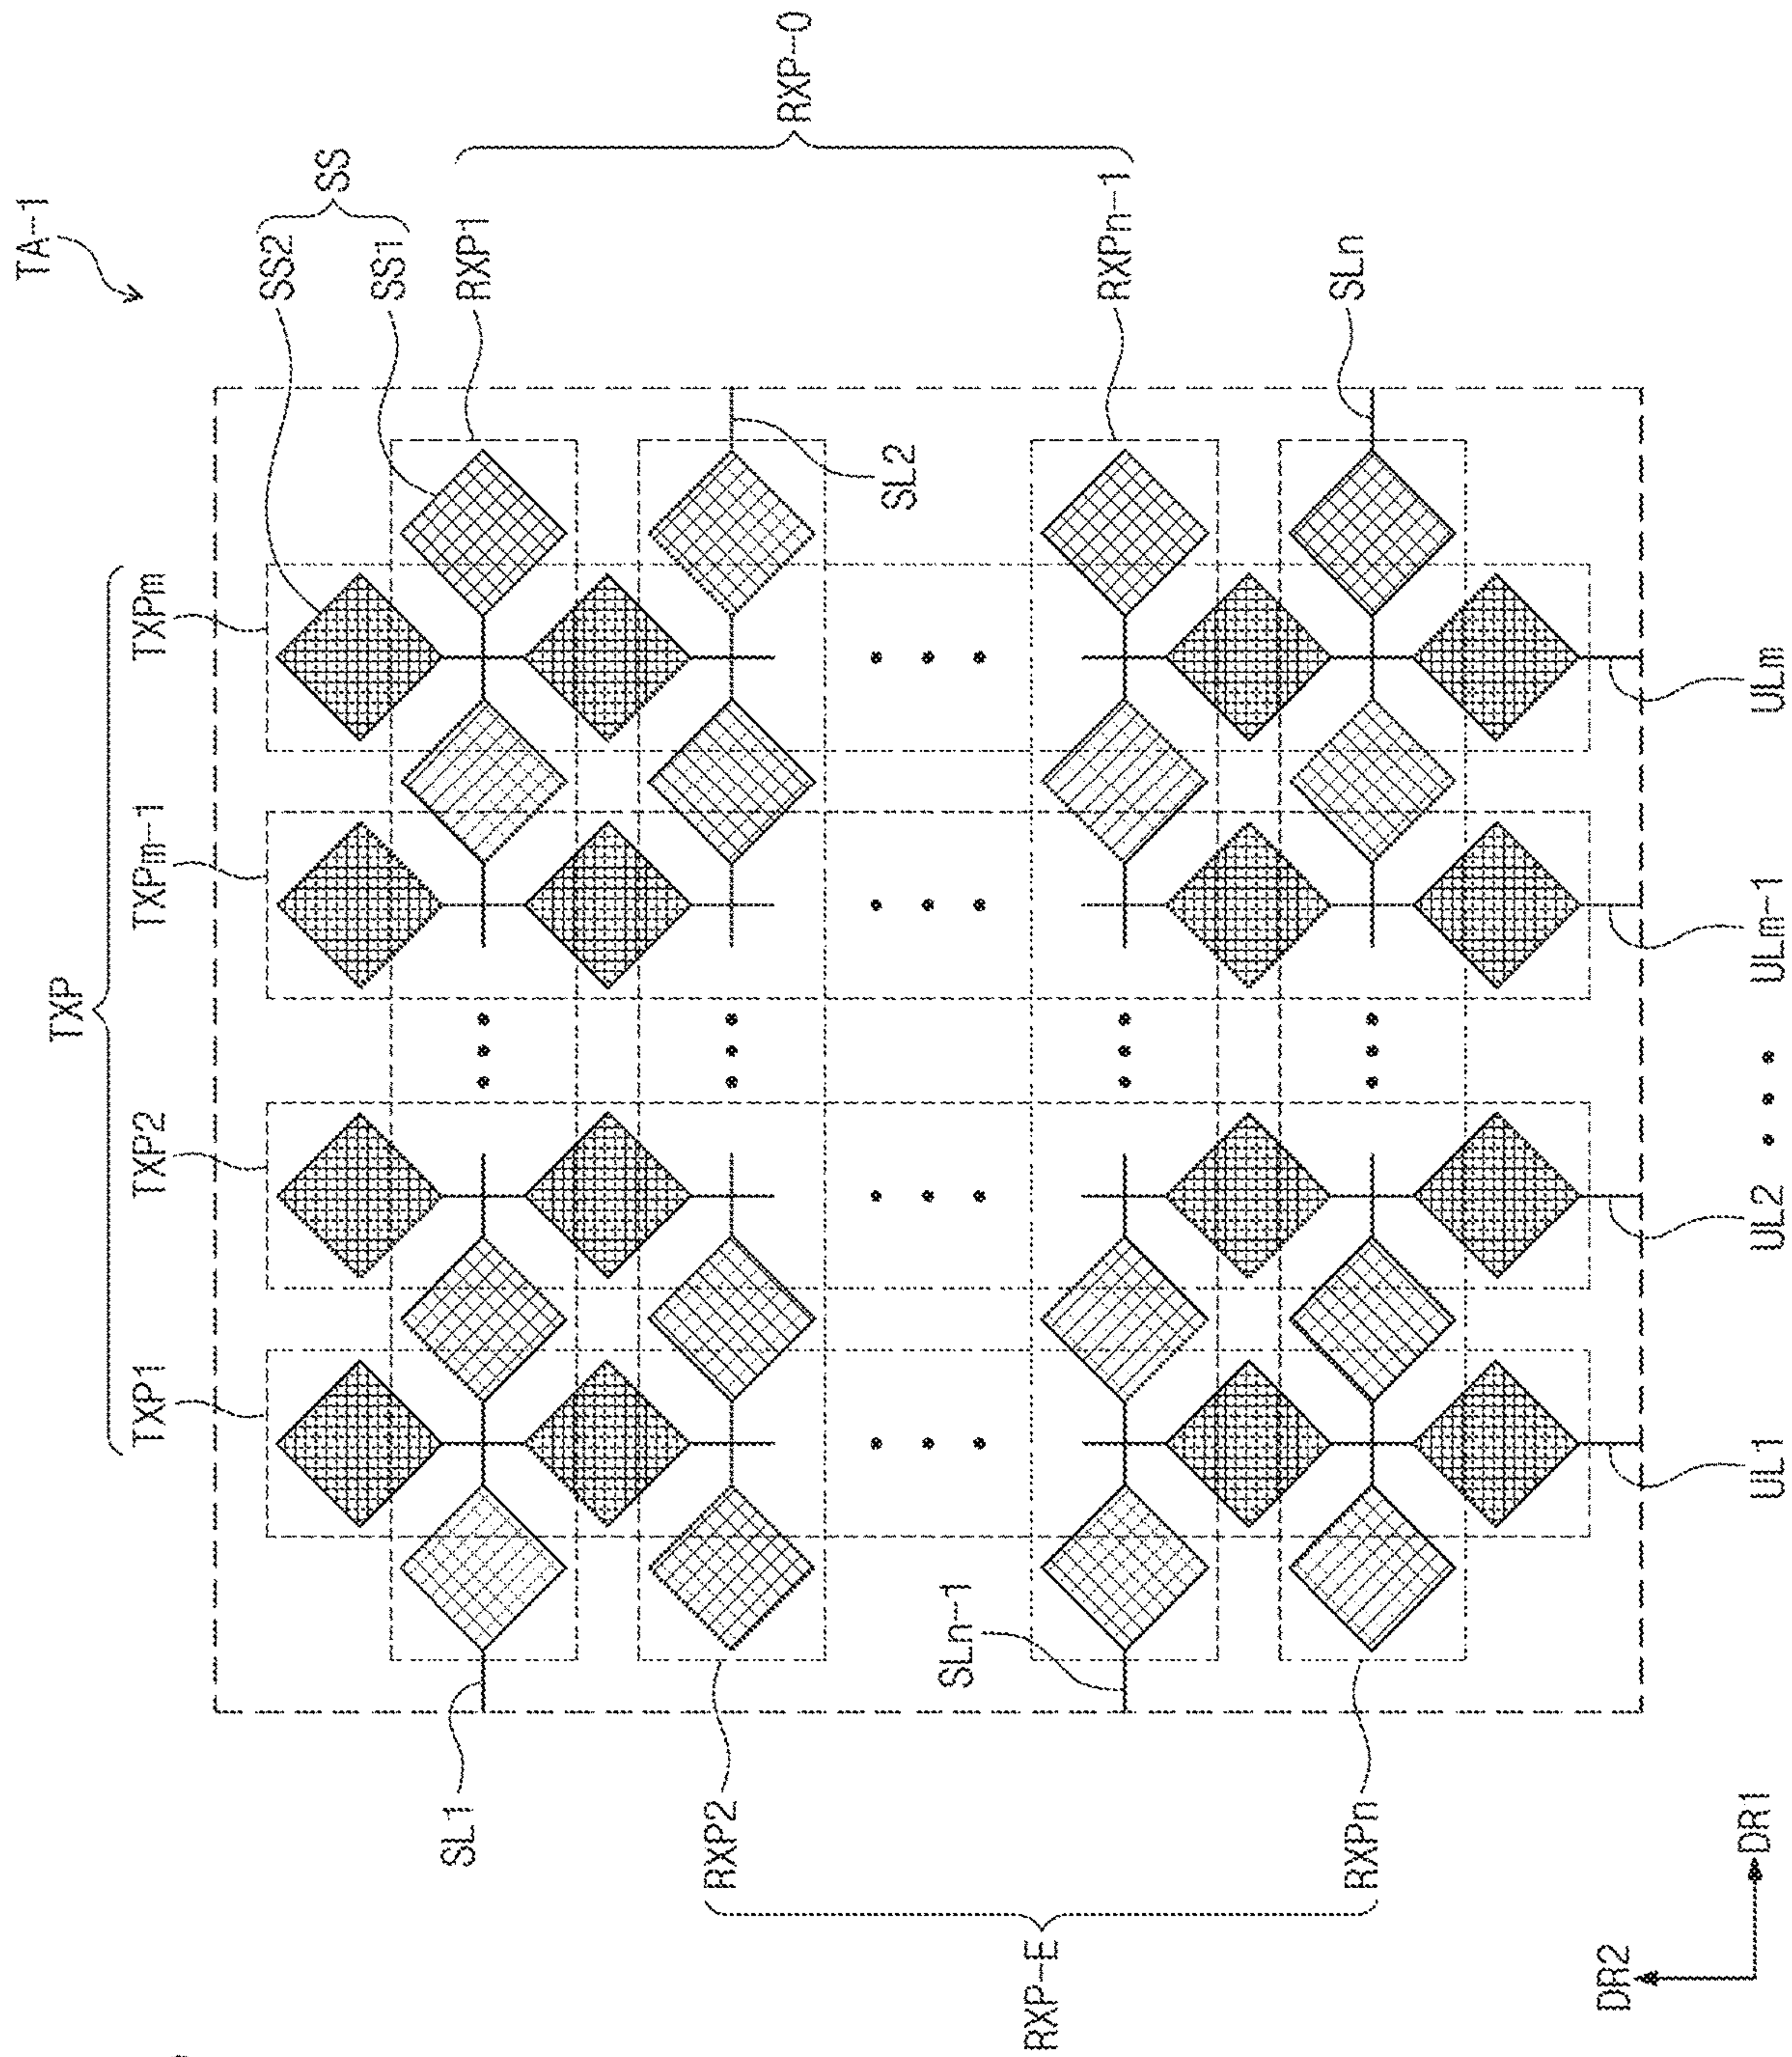 TA-1
TXP
TXP1
TXP2
TXPm-1
TXPm
SS2
SS
SS1
RXP1
RXP-O
RXPn-1
SL1
SL2
RXP2
SLn-1
SLn
RXPn
RXP-E
UL1
UL2
ULm-1
ULm
DR2
DR1